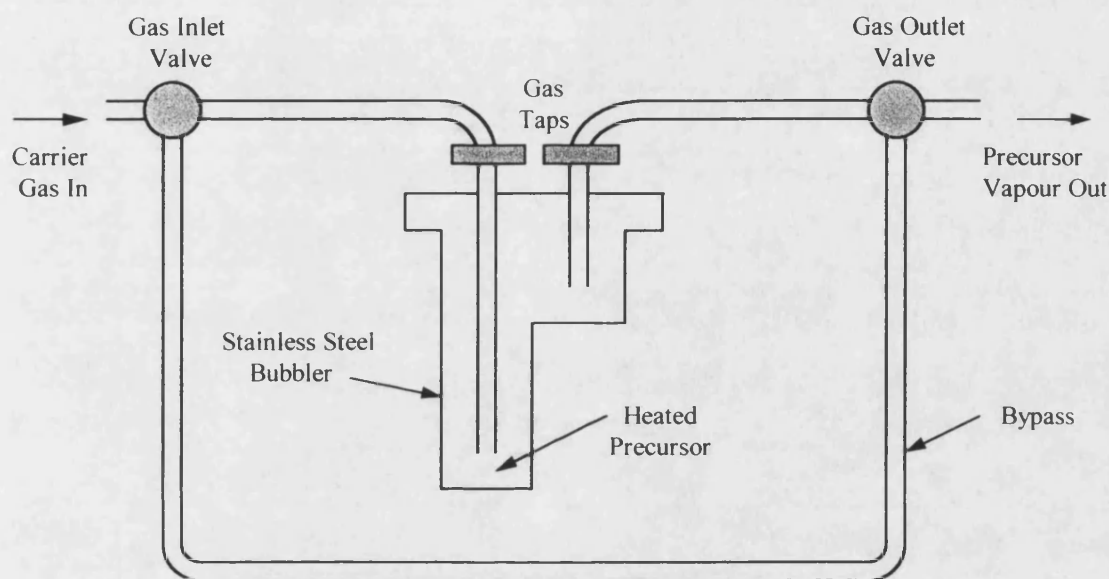 Gas Inlet
Valve
Gas Outlet
Valve
Gas
Taps
Carrier
Gas In
Precursor
Vapour Out
Stainless Steel
Bubbler
Heated
Precursor
Bypass